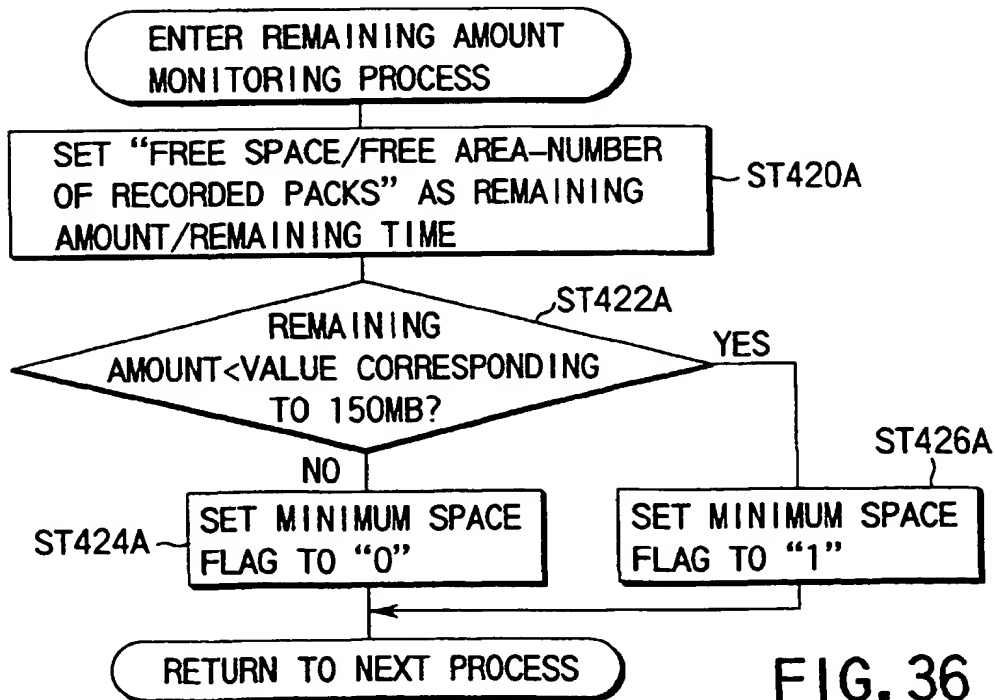 ENTER REMAINING AMOUNT
MONITORING PROCESS
SET “FREE SPACE/FREE AREA–NUMBER
OF RECORDED PACKS” AS REMAINING
AMOUNT/REMAINING TIME
ST420A
ST422A
REMAINING
AMOUNT<VALUE CORRESPONDING
TO 150MB?
YES
NO
ST426A
ST424A
SET MINIMUM SPACE
FLAG TO “0”
SET MINIMUM SPACE
FLAG TO “1”
RETURN TO NEXT PROCESS
FIG. 36